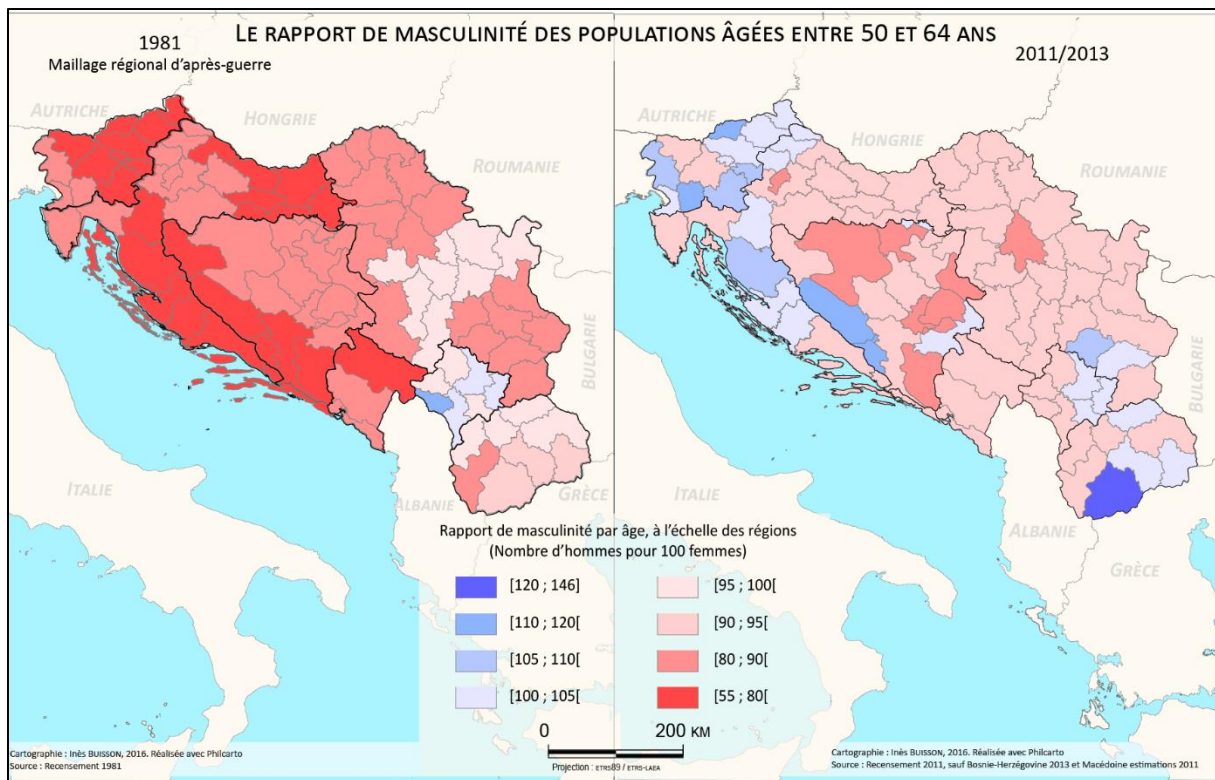 LE RAPPORT DE MASCULINITÉ DES POPULATIONS ÂGÉES ENTRE 50 ET 64 ANS
1981
Maillage régional d'après-guerre
2011/2013
AUTRICHE
HONGRIE
ROUMANIE
BULGARIE
ITALIE
ALBANIE
GRÈCE
AUTRICHE
HONGRIE
ROUMANIE
BULGARIE
ITALIE
ALBANIE
GRÈCE
Rapport de masculinité par âge, à l'échelle des régions
(Nombre d'hommes pour 100 femmes)
[120 ; 146]
[110 ; 120[
[105 ; 110[
[100 ; 105[
[95 ; 100[
[90 ; 95[
[80 ; 90[
[55 ; 80[
0 200 KM
Projection : ETRS89 / ETRS-LAEA
Cartographie : Inès BUISSON, 2016. Réalisée avec Philcarto
Source : Recensement 1981
Cartographie : Inès BUISSON, 2016. Réalisée avec Philcarto
Source : Recensement 2011, sauf Bosnie-Herzégovine 2013 et Macédoine estimations 2011